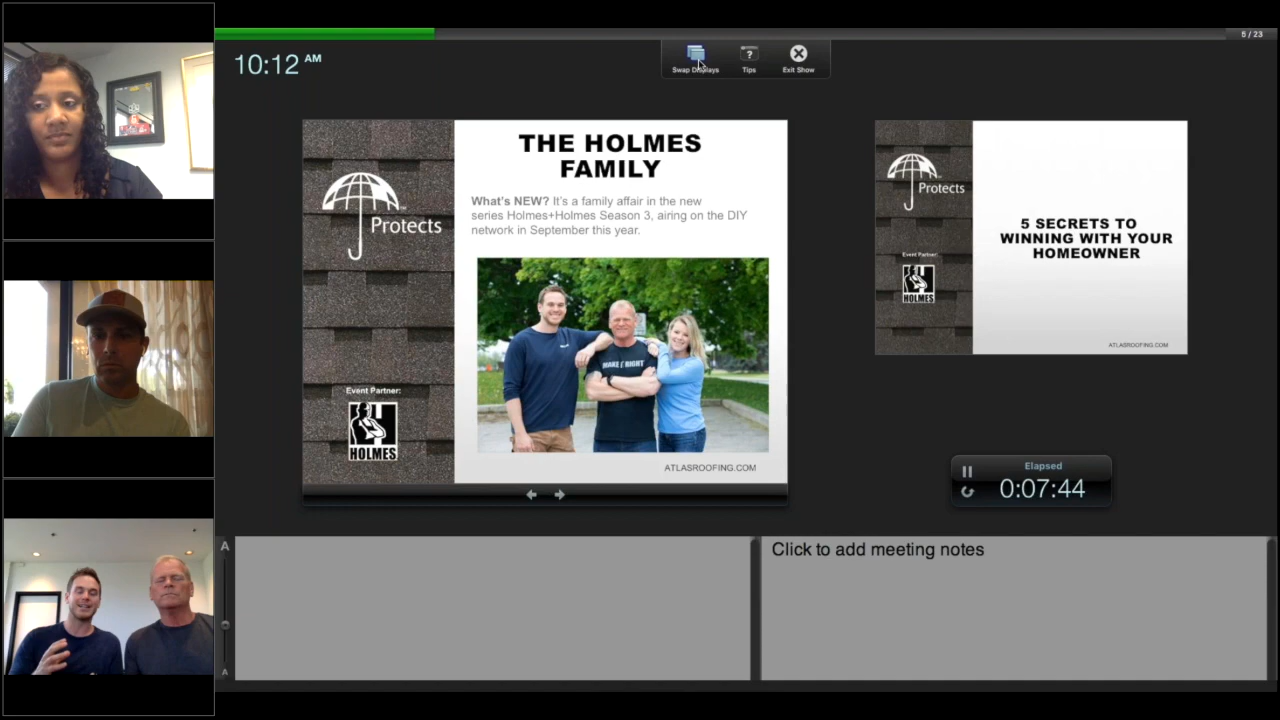 5 / 23
10:12 AM
Swap Displays
Tips
Exit Show
Protects
Event Partner:
HOLMES
THE HOLMES
FAMILY
What's NEW? It's a family affair in the new
series Holmes+Holmes Season 3, airing on the DIY
network in September this year.
MAKE IT RIGHT
ATLASROOFING.COM
Protects
Event Partner:
HOLMES
5 SECRETS TO
WINNING WITH YOUR
HOMEOWNER
ATLASROOFING.COM
Elapsed
0:07:44
A
A
Click to add meeting notes